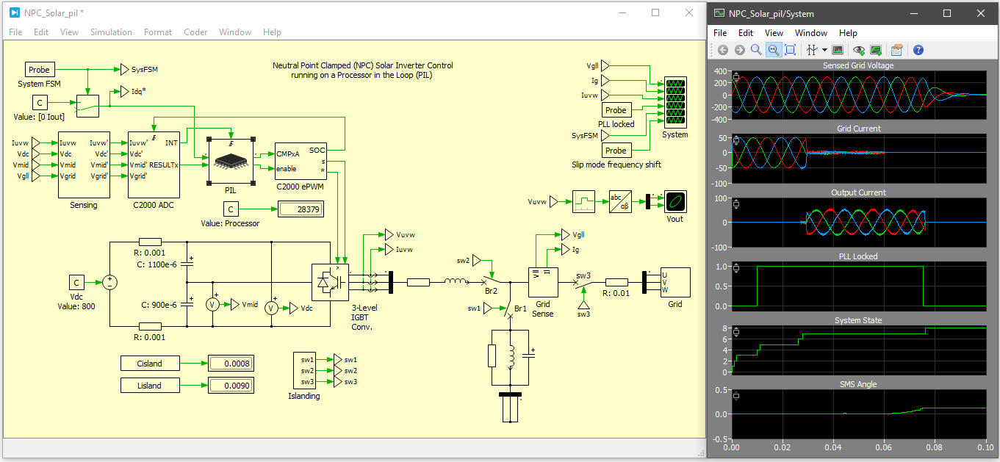 NPC_Solar_pil *
File Edit View Simulation Format Coder Window Help
Neutral Point Clamped (NPC) Solar Inverter Control
running on a Processor in the Loop (PIL)
Probe
System FSM
SysFSM
Idq*
C
Value: [0 Iout]
Iuvw
Vdc
Vmid
Vgll
Iuvw Iuvw'
Vdc Vdc'
Vmid Vmid'
Vgrid Vgrid'
Sensing
Iuvw' INT
Vdc'
Vmid' RESULTx
Vgrid'
C2000 ADC
PIL
CMPxA SOC
s
enable *
C2000 ePWM
C
Value: Processor
28379
Vgll
Ig
Iuvw
Probe
PLL locked
SysFSM
Probe
Slip mode frequency shift
System
Vuvw
abc
αβ
Vout
R: 0.001
C: 1100e-6
C
Vdc
Value: 800
C: 900e-6
R: 0.001
V
Vmid
V
Vdc
Vuvw
Iuvw
3-Level
IGBT
Conv.
sw2
Br2
sw1
Br1
Vgll
Ig
Vll Il
Grid
Sense
sw3
sw3
R: 0.01
U
V
W
Grid
Cisland
0.0008
Lisland
0.0090
sw1 sw1
sw2 sw2
sw3 sw3
Islanding
NPC_Solar_pil/System
File Edit View Window Help
Sensed Grid Voltage
400
200
0
-200
-400
Grid Current
50
0
-50
-100
Output Current
100
0
-100
PLL Locked
1.0
0.5
0.0
System State
8
6
4
2
0
SMS Angle
0.5
0.0
-0.5
0.00 0.02 0.04 0.06 0.08 0.10